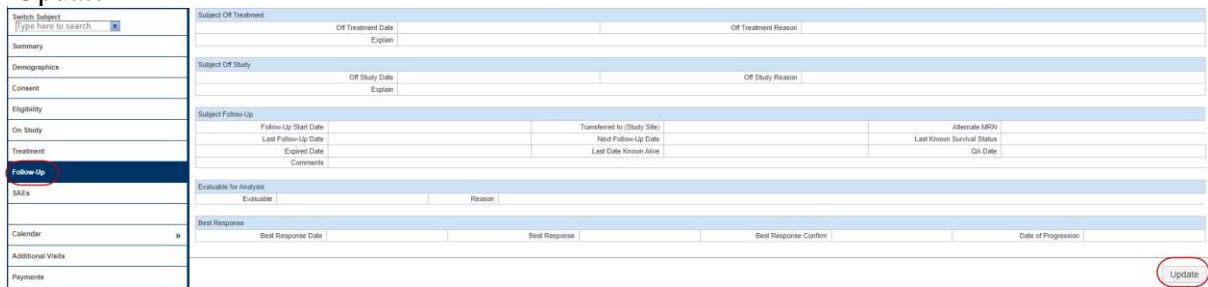 Switch Subject
Type here to search
Summary
Demographics
Consent
Eligibility
On Study
Treatment
Follow-Up
SAEs
Calendar »
Additional Visits
Payments
Subject Off Treatment
Off Treatment Date Off Treatment Reason
Explain
Subject Off Study
Off Study Date Off Study Reason
Explain
Subject Follow-Up
Follow-Up Start Date Transferred to (Study Site) Alternate MRN
Last Follow-Up Date Next Follow-Up Date Last Known Survival Status
Expired Date Last Date Known Alive QA Date
Comments
Evaluable for Analysis
Evaluable Reason
Best Response
Best Response Date Best Response Best Response Confirm Date of Progression
Update